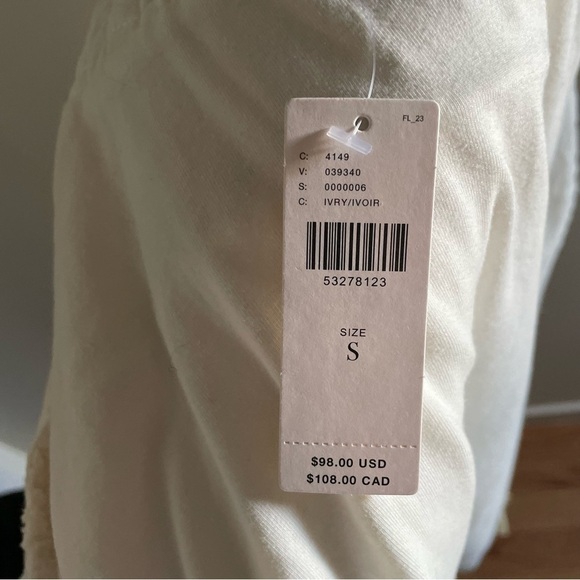 FL_23
C: 4149
V: 039340
S: 0000006
C: IVRY/IVOIR
53278123
SIZE
S
$98.00 USD
$108.00 CAD